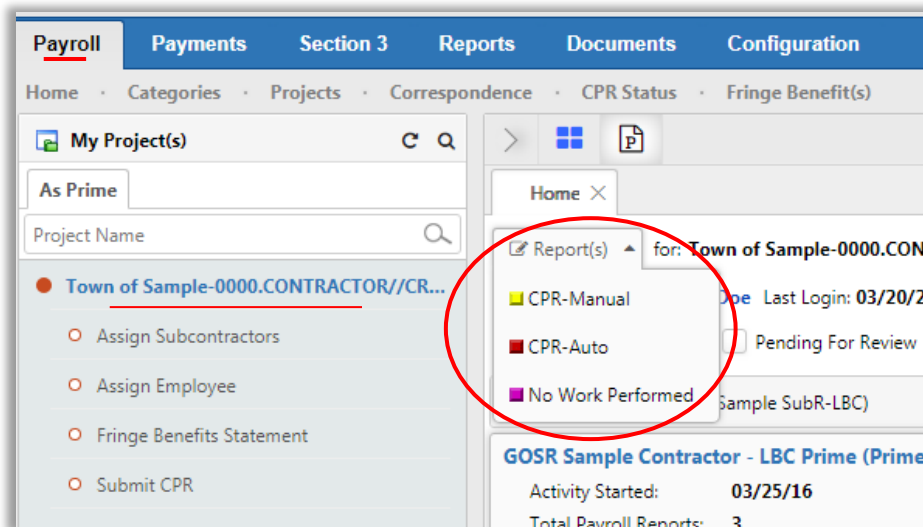 Payroll Payments Section 3 Reports Documents Configuration
Home · Categories · Projects · Correspondence · CPR Status · Fringe Benefit(s)
My Project(s)
As Prime
Project Name
Town of Sample-0000.CONTRACTOR//CR...
Assign Subcontractors
Assign Employee
Fringe Benefits Statement
Submit CPR
P
Home
Report(s) for: Town of Sample-0000.CON
CPR-Manual
Doe Last Login: 03/20/2
CPR-Auto
Pending For Review
No Work Performed
Sample SubR-LBC)
GOSR Sample Contractor - LBC Prime (Prime
Activity Started: 03/25/16
Total Payroll Reports: 3